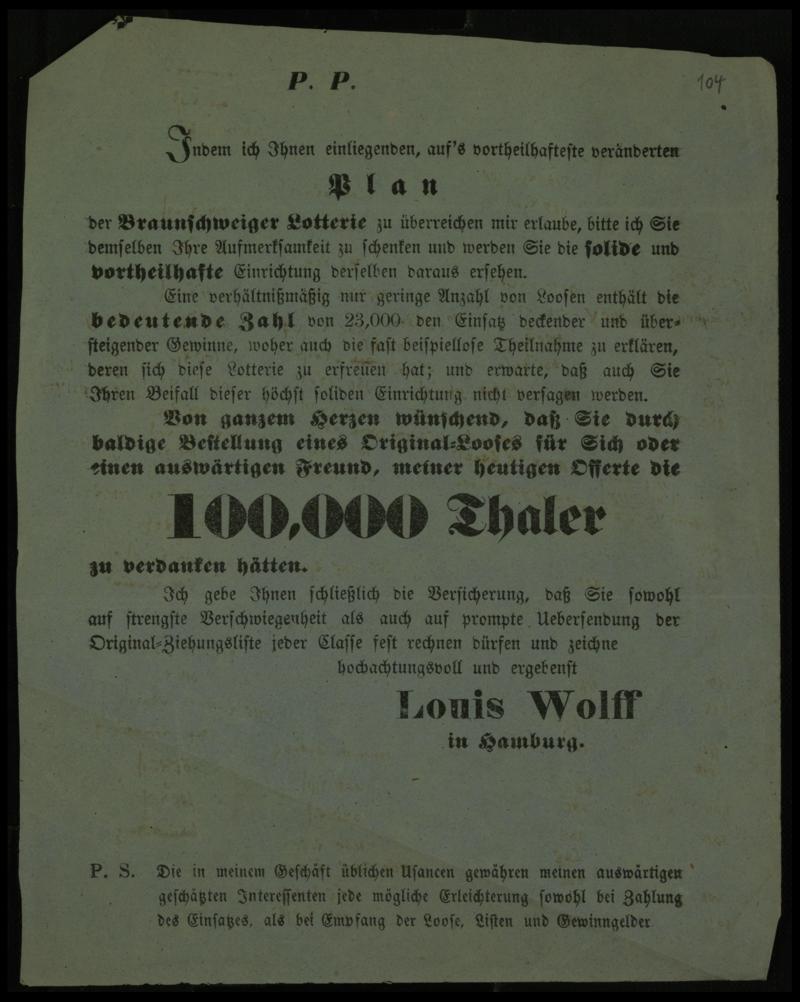 P. P.
104
Indem ich Ihnen einliegenden, auf's vortheilhafteste veränderten
Plan
der Braunschweiger Lotterie zu überreichen mir erlaube, bitte ich Sie
demselben Ihre Aufmerksamkeit zu schenken und werden Sie die solide und
vortheilhafte Einrichtung derselben daraus ersehen.
Eine verhältnißmäßig nur geringe Anzahl von Loosen enthält die
bedeutende Zahl von 23,000 den Einsatz deckender und über-
steigender Gewinne, woher auch die fast beispiellose Theilnahme zu erklären,
deren sich diese Lotterie zu erfreuen hat; und erwarte, daß auch Sie
Ihren Beifall dieser höchst soliden Einrichtung nicht versagen werden.
Von ganzem Herzen wünschend, daß Sie durch
baldige Bestellung eines Original-Looses für Sich oder
einen auswärtigen Freund, meiner heutigen Offerte die
100,000 Thaler
zu verdanken hätten.
Ich gebe Ihnen schließlich die Versicherung, daß Sie sowohl
auf strengste Verschwiegenheit als auch auf prompte Uebersendung der
Original-Ziehungsliste jeder Classe fest rechnen dürfen und zeichne
hochachtungsvoll und ergebenst
Louis Wolff
in Hamburg.
P. S. Die in meinem Geschäft üblichen Usancen gewähren meinen auswärtigen
geschätzten Interessenten jede mögliche Erleichterung sowohl bei Zahlung
des Einsatzes, als bei Empfang der Loose, Listen und Gewinngelder